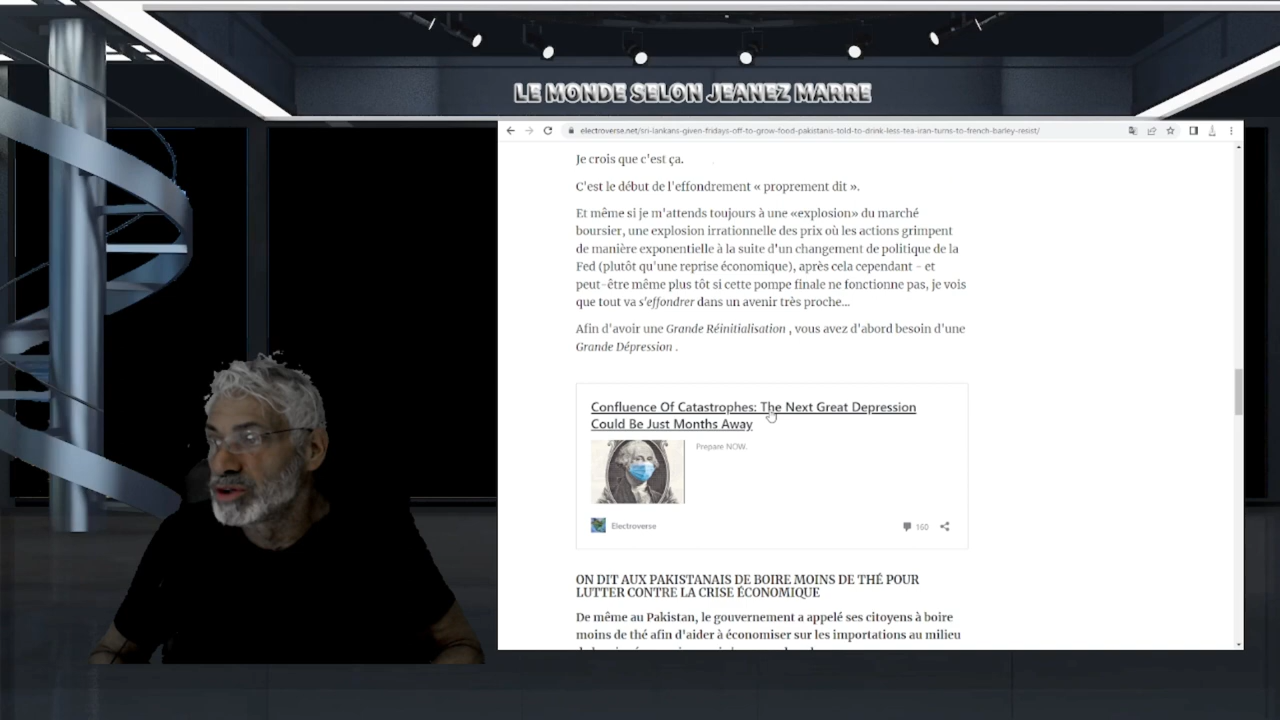 LE MONDE SELON JEANEZ MARRE
electroverse.net/sri-lankans-given-fridays-off-to-grow-food-pakistanis-told-to-drink-less-tea-iran-turns-to-french-barley-resist/
Je crois que c'est ça.
C'est le début de l'effondrement « proprement dit ».
Et même si je m'attends toujours à une «explosion» du marché
boursier, une explosion irrationnelle des prix où les actions grimpent
de manière exponentielle à la suite d'un changement de politique de la
Fed (plutôt qu'une reprise économique), après cela cependant - et
peut-être même plus tôt si cette pompe finale ne fonctionne pas, je vois
que tout va s'effondrer dans un avenir très proche...
Afin d'avoir une Grande Réinitialisation , vous avez d'abord besoin d'une
Grande Dépression .
Confluence Of Catastrophes: The Next Great Depression
Could Be Just Months Away
Prepare NOW.
Electroverse
160
ON DIT AUX PAKISTANAIS DE BOIRE MOINS DE THÉ POUR
LUTTER CONTRE LA CRISE ÉCONOMIQUE
De même au Pakistan, le gouvernement a appelé ses citoyens à boire
moins de thé afin d'aider à économiser sur les importations au milieu